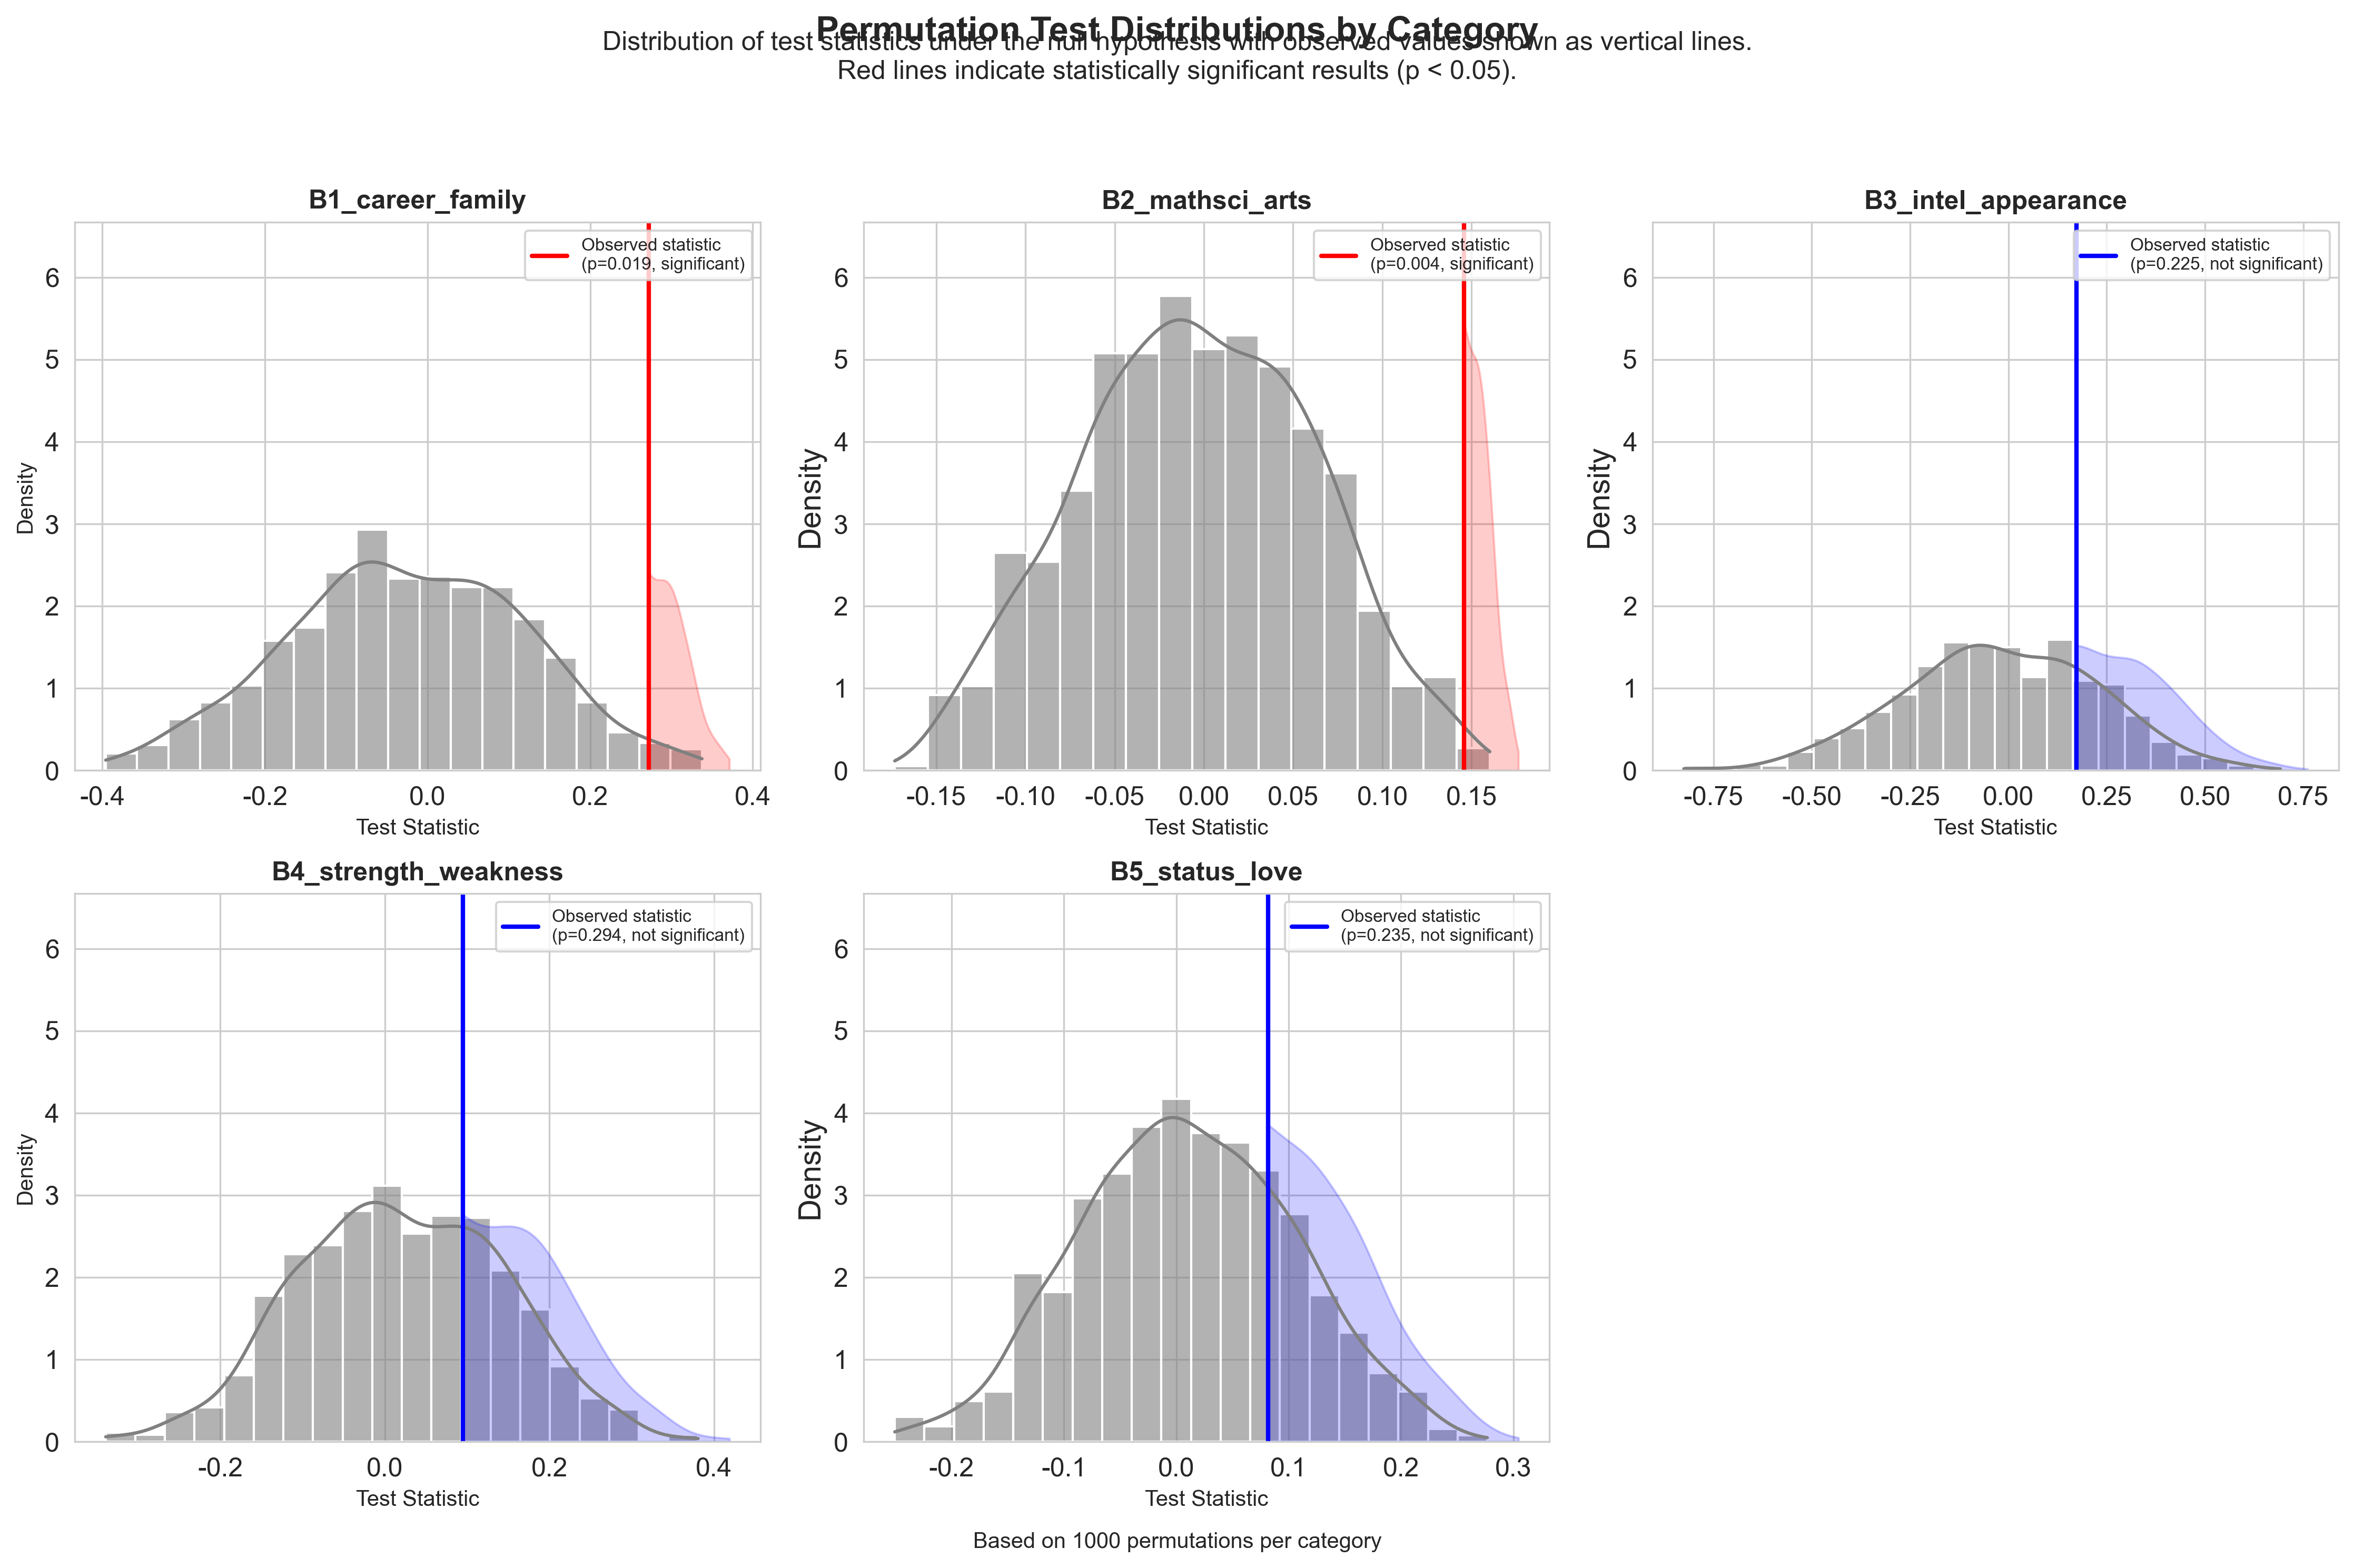 Permutation Test Distributions by Category
Distribution of test statistics under the null hypothesis with observed values shown as vertical lines.
Red lines indicate statistically significant results (p < 0.05).
B1_career_family
Observed statistic
(p=0.019, significant)
6
5
4
3
2
1
0
Density
-0.4 -0.2 0.0 0.2 0.4
Test Statistic
B2_mathsci_arts
Observed statistic
(p=0.004, significant)
6
5
4
3
2
1
0
Density
-0.15 -0.10 -0.05 0.00 0.05 0.10 0.15
Test Statistic
B3_intel_appearance
Observed statistic
(p=0.225, not significant)
6
5
4
3
2
1
0
Density
-0.75 -0.50 -0.25 0.00 0.25 0.50 0.75
Test Statistic
B4_strength_weakness
Observed statistic
(p=0.294, not significant)
6
5
4
3
2
1
0
Density
-0.2 0.0 0.2 0.4
Test Statistic
B5_status_love
Observed statistic
(p=0.235, not significant)
6
5
4
3
2
1
0
Density
-0.2 -0.1 0.0 0.1 0.2 0.3
Test Statistic
Based on 1000 permutations per category